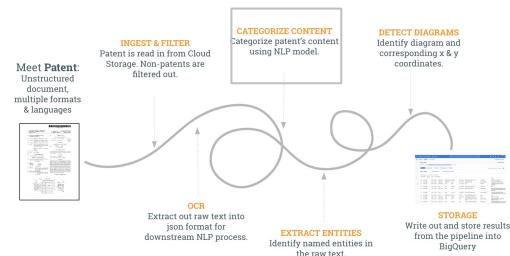 Meet Patent:
Unstructured
document,
multiple formats
& languages
INGEST & FILTER
Patent is read in from Cloud
Storage. Non-patents are
filtered out.
OCR
Extract out raw text into
json format for
downstream NLP process.
CATEGORIZE CONTENT
Categorize patent's content
using NLP model.
EXTRACT ENTITIES
Identify named entities in
the raw text.
DETECT DIAGRAMS
Identify diagram and
corresponding x & y
coordinates.
STORAGE
Write out and store results
from the pipeline into
BigQuery